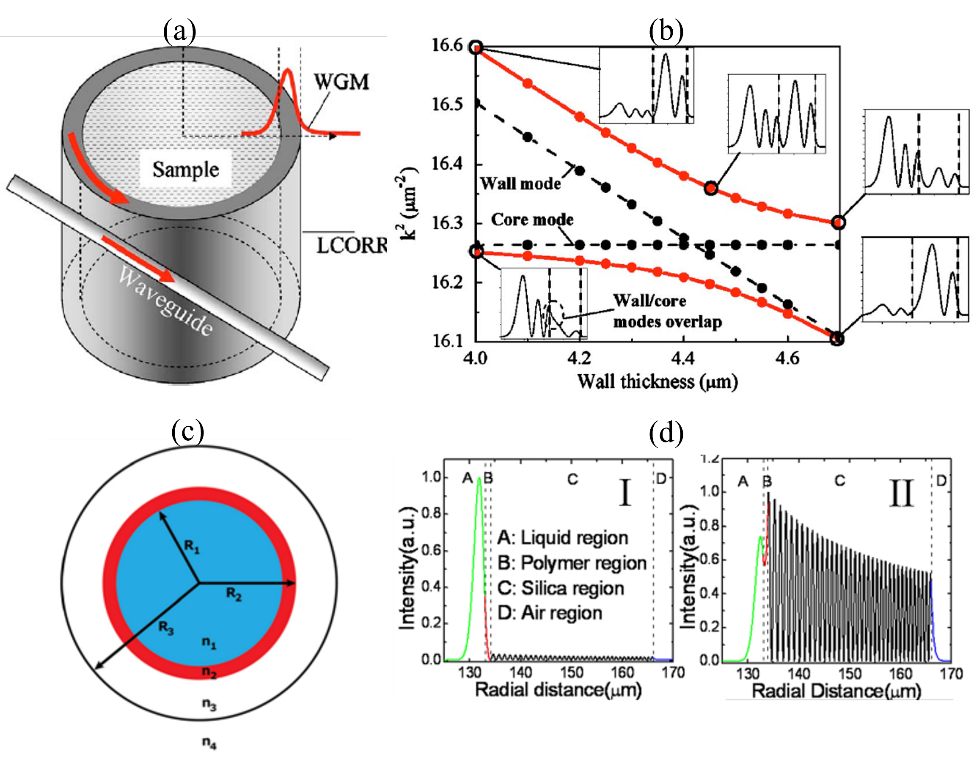 (a)
WGM
Sample
LCORR
Waveguide
(b)
16.6
16.5
16.4
16.3
16.2
16.1
k² (μm⁻²)
Wall mode
Core mode
Wall/core
modes overlap
4.0
4.2
4.4
4.6
Wall thickness (μm)
(c)
R₁
R₂
R₃
n₁
n₂
n₃
n₄
(d)
1.0
0.8
0.6
0.4
0.2
0.0
Intensity(a.u.)
A
B
C
D
I
A: Liquid region
B: Polymer region
C: Silica region
D: Air region
130 140 150 160 170
Radial distance(μm)
1.2
1.0
0.8
0.6
0.4
0.2
0.0
Intensity(a.u.)
A
B
C
D
II
130 140 150 160 170
Radial Distance(μm)